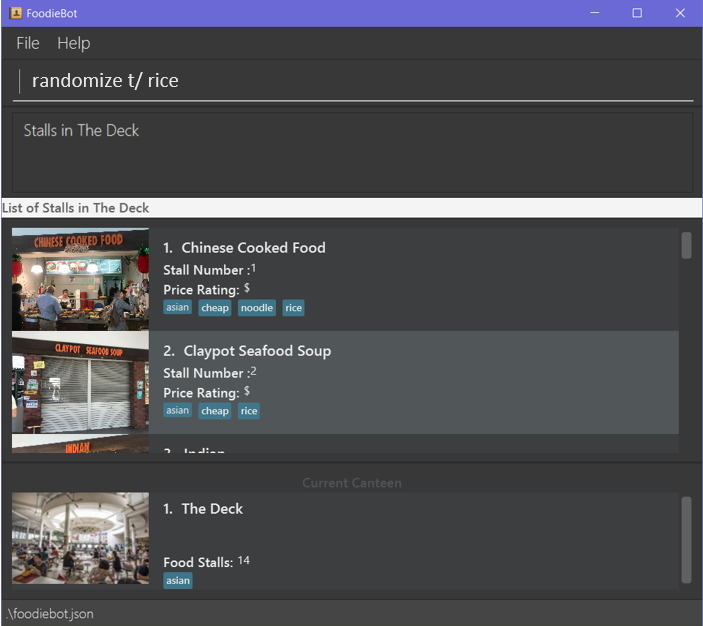 FoodieBot
File Help
randomize t/ rice
Stalls in The Deck
List of Stalls in The Deck
CHINESE COOKED FOOD
1. Chinese Cooked Food
Stall Number :1
Price Rating: $
asian cheap noodle rice
CLAYPOT SEAFOOD SOUP
2. Claypot Seafood Soup
Stall Number :2
Price Rating: $
asian cheap rice
INDIAN
3. Indian
Current Canteen
1. The Deck
Food Stalls: 14
asian
.\foodiebot.json